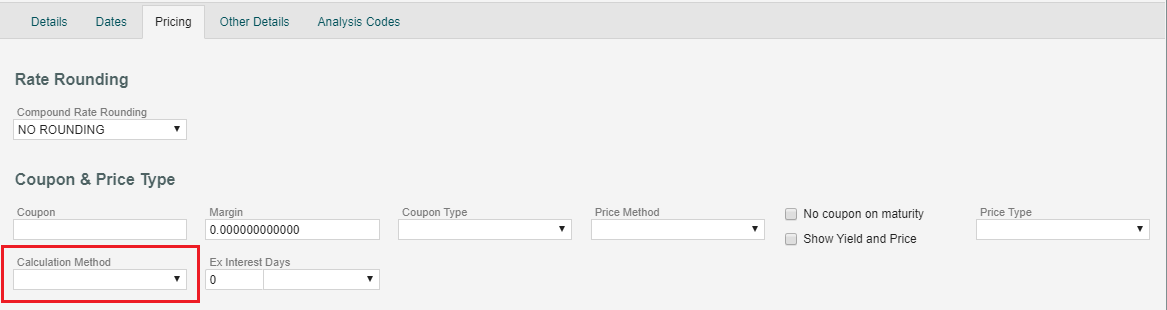 Details Dates Pricing Other Details Analysis Codes
Rate Rounding
Compound Rate Rounding
NO ROUNDING
Coupon & Price Type
Coupon Margin Coupon Type Price Method No coupon on maturity Price Type
0.000000000000
Show Yield and Price
Calculation Method Ex Interest Days
0